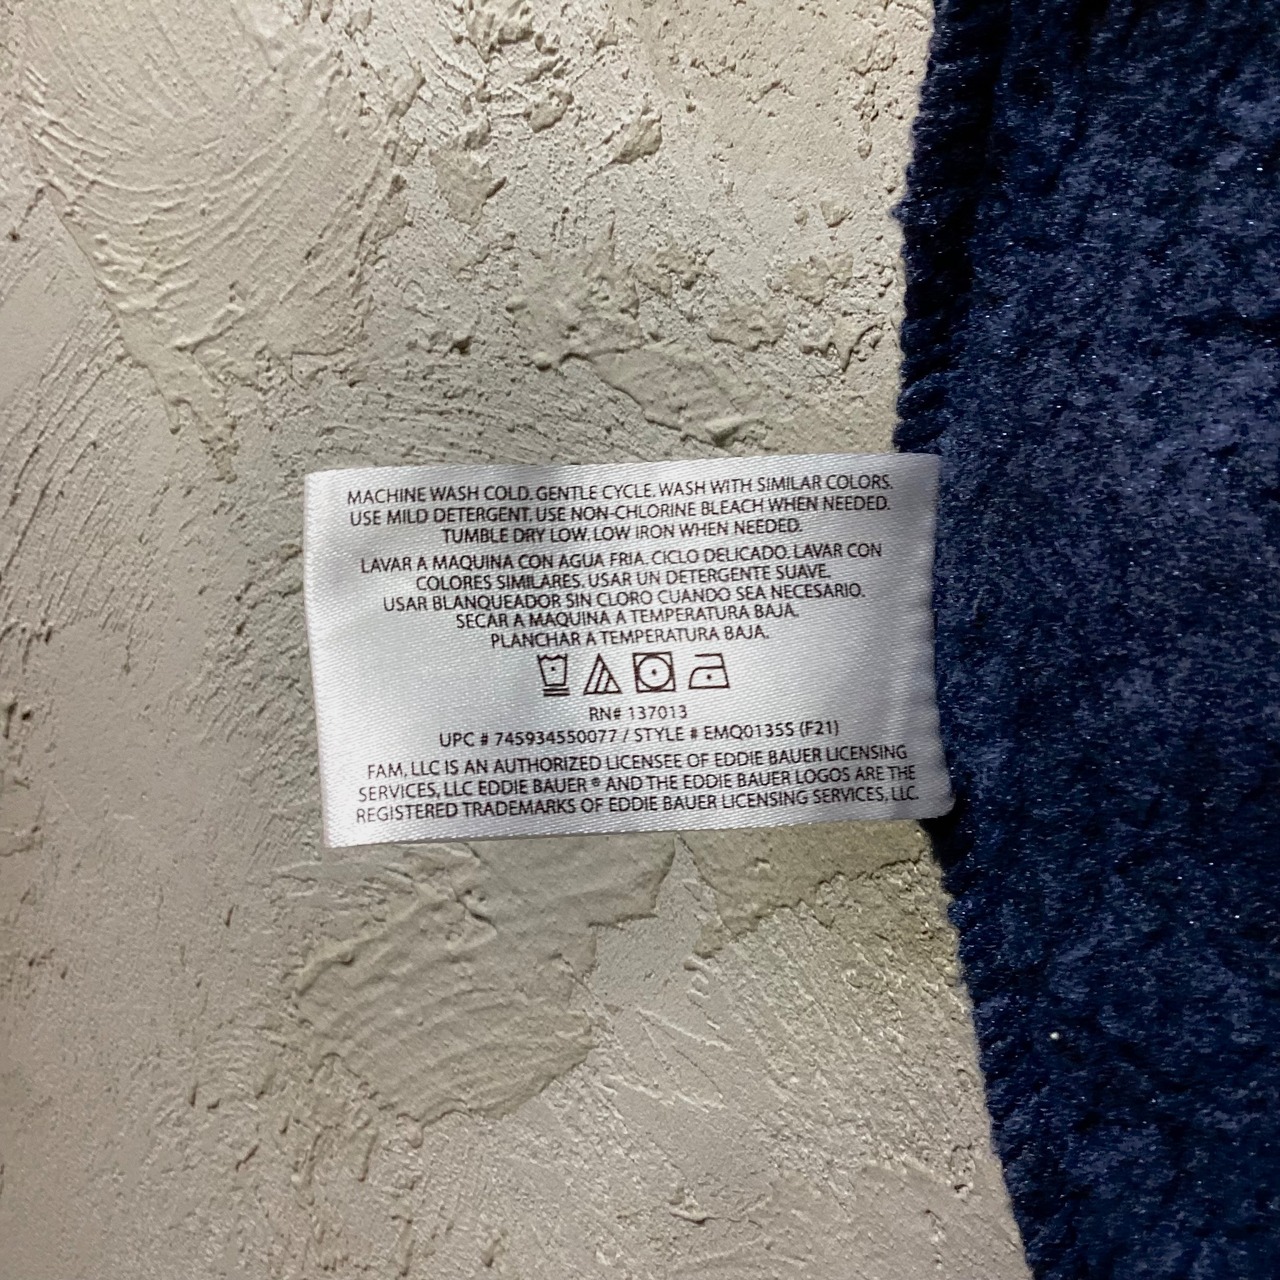 MACHINE WASH COLD. GENTLE CYCLE. WASH WITH SIMILAR COLORS.
USE MILD DETERGENT. USE NON-CHLORINE BLEACH WHEN NEEDED.
TUMBLE DRY LOW. LOW IRON WHEN NEEDED.
LAVAR A MAQUINA CON AGUA FRIA. CICLO DELICADO. LAVAR CON
COLORES SIMILARES. USAR UN DETERGENTE SUAVE.
USAR BLANQUEADOR SIN CLORO CUANDO SEA NECESARIO.
SECAR A MAQUINA A TEMPERATURA BAJA.
PLANCHAR A TEMPERATURA BAJA.
RN# 137013
UPC # 745934550077 / STYLE # EMQ0135S (F21)
FAM, LLC IS AN AUTHORIZED LICENSEE OF EDDIE BAUER LICENSING
SERVICES, LLC EDDIE BAUER ® AND THE EDDIE BAUER LOGOS ARE THE
REGISTERED TRADEMARKS OF EDDIE BAUER LICENSING SERVICES, LLC.